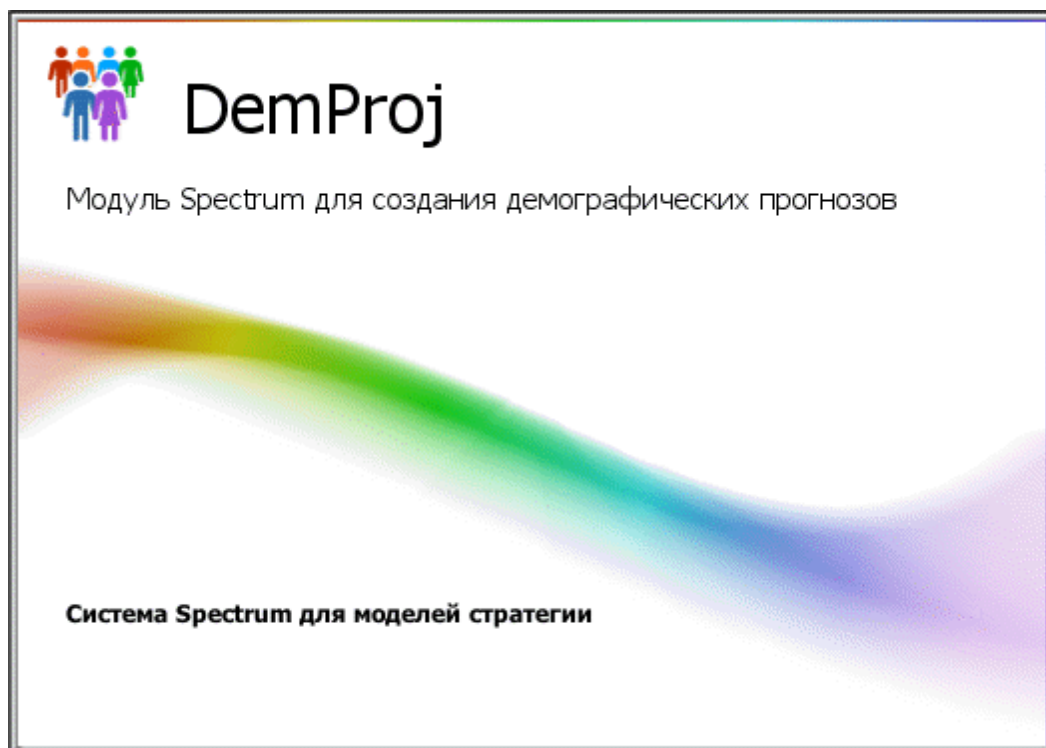 DemProj
Модуль Spectrum для создания демографических прогнозов
Система Spectrum для моделей стратегии